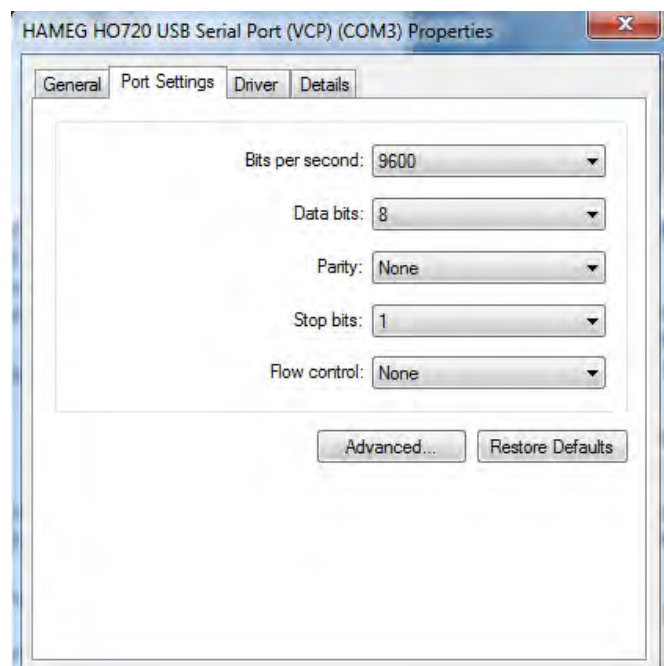 HAMEG HO720 USB Serial Port (VCP) (COM3) Properties
General Port Settings Driver Details
Bits per second: 9600
Data bits: 8
Parity: None
Stop bits: 1
Flow control: None
Advanced... Restore Defaults